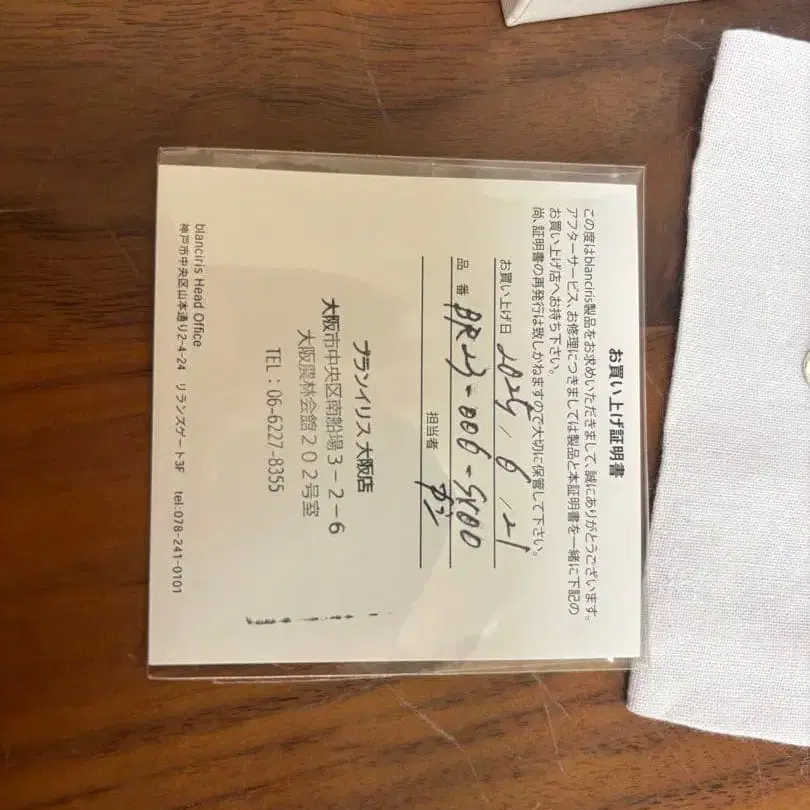 お買い上げ証明書
この度はblanciris製品をお求めいただきまして、誠にありがとうございます。
アフターサービス、お修理につきましては製品と本証明書を一緒に下記の
お買い上げ店へお持ち下さい。
尚、証明書の再発行は致しかねますので大切に保管して下さい。
お買い上げ日 2025 / 6 / 21
品 番 BR23-006-SK00
担当者
ブランイリス 大阪店
大阪市中央区南船場3-2-6
大阪農林会館202号室
TEL：06-6227-8355
blanciris Head Office
神戸市中央区山本通り2-4-24 リランズゲート3F tel:078-241-0101